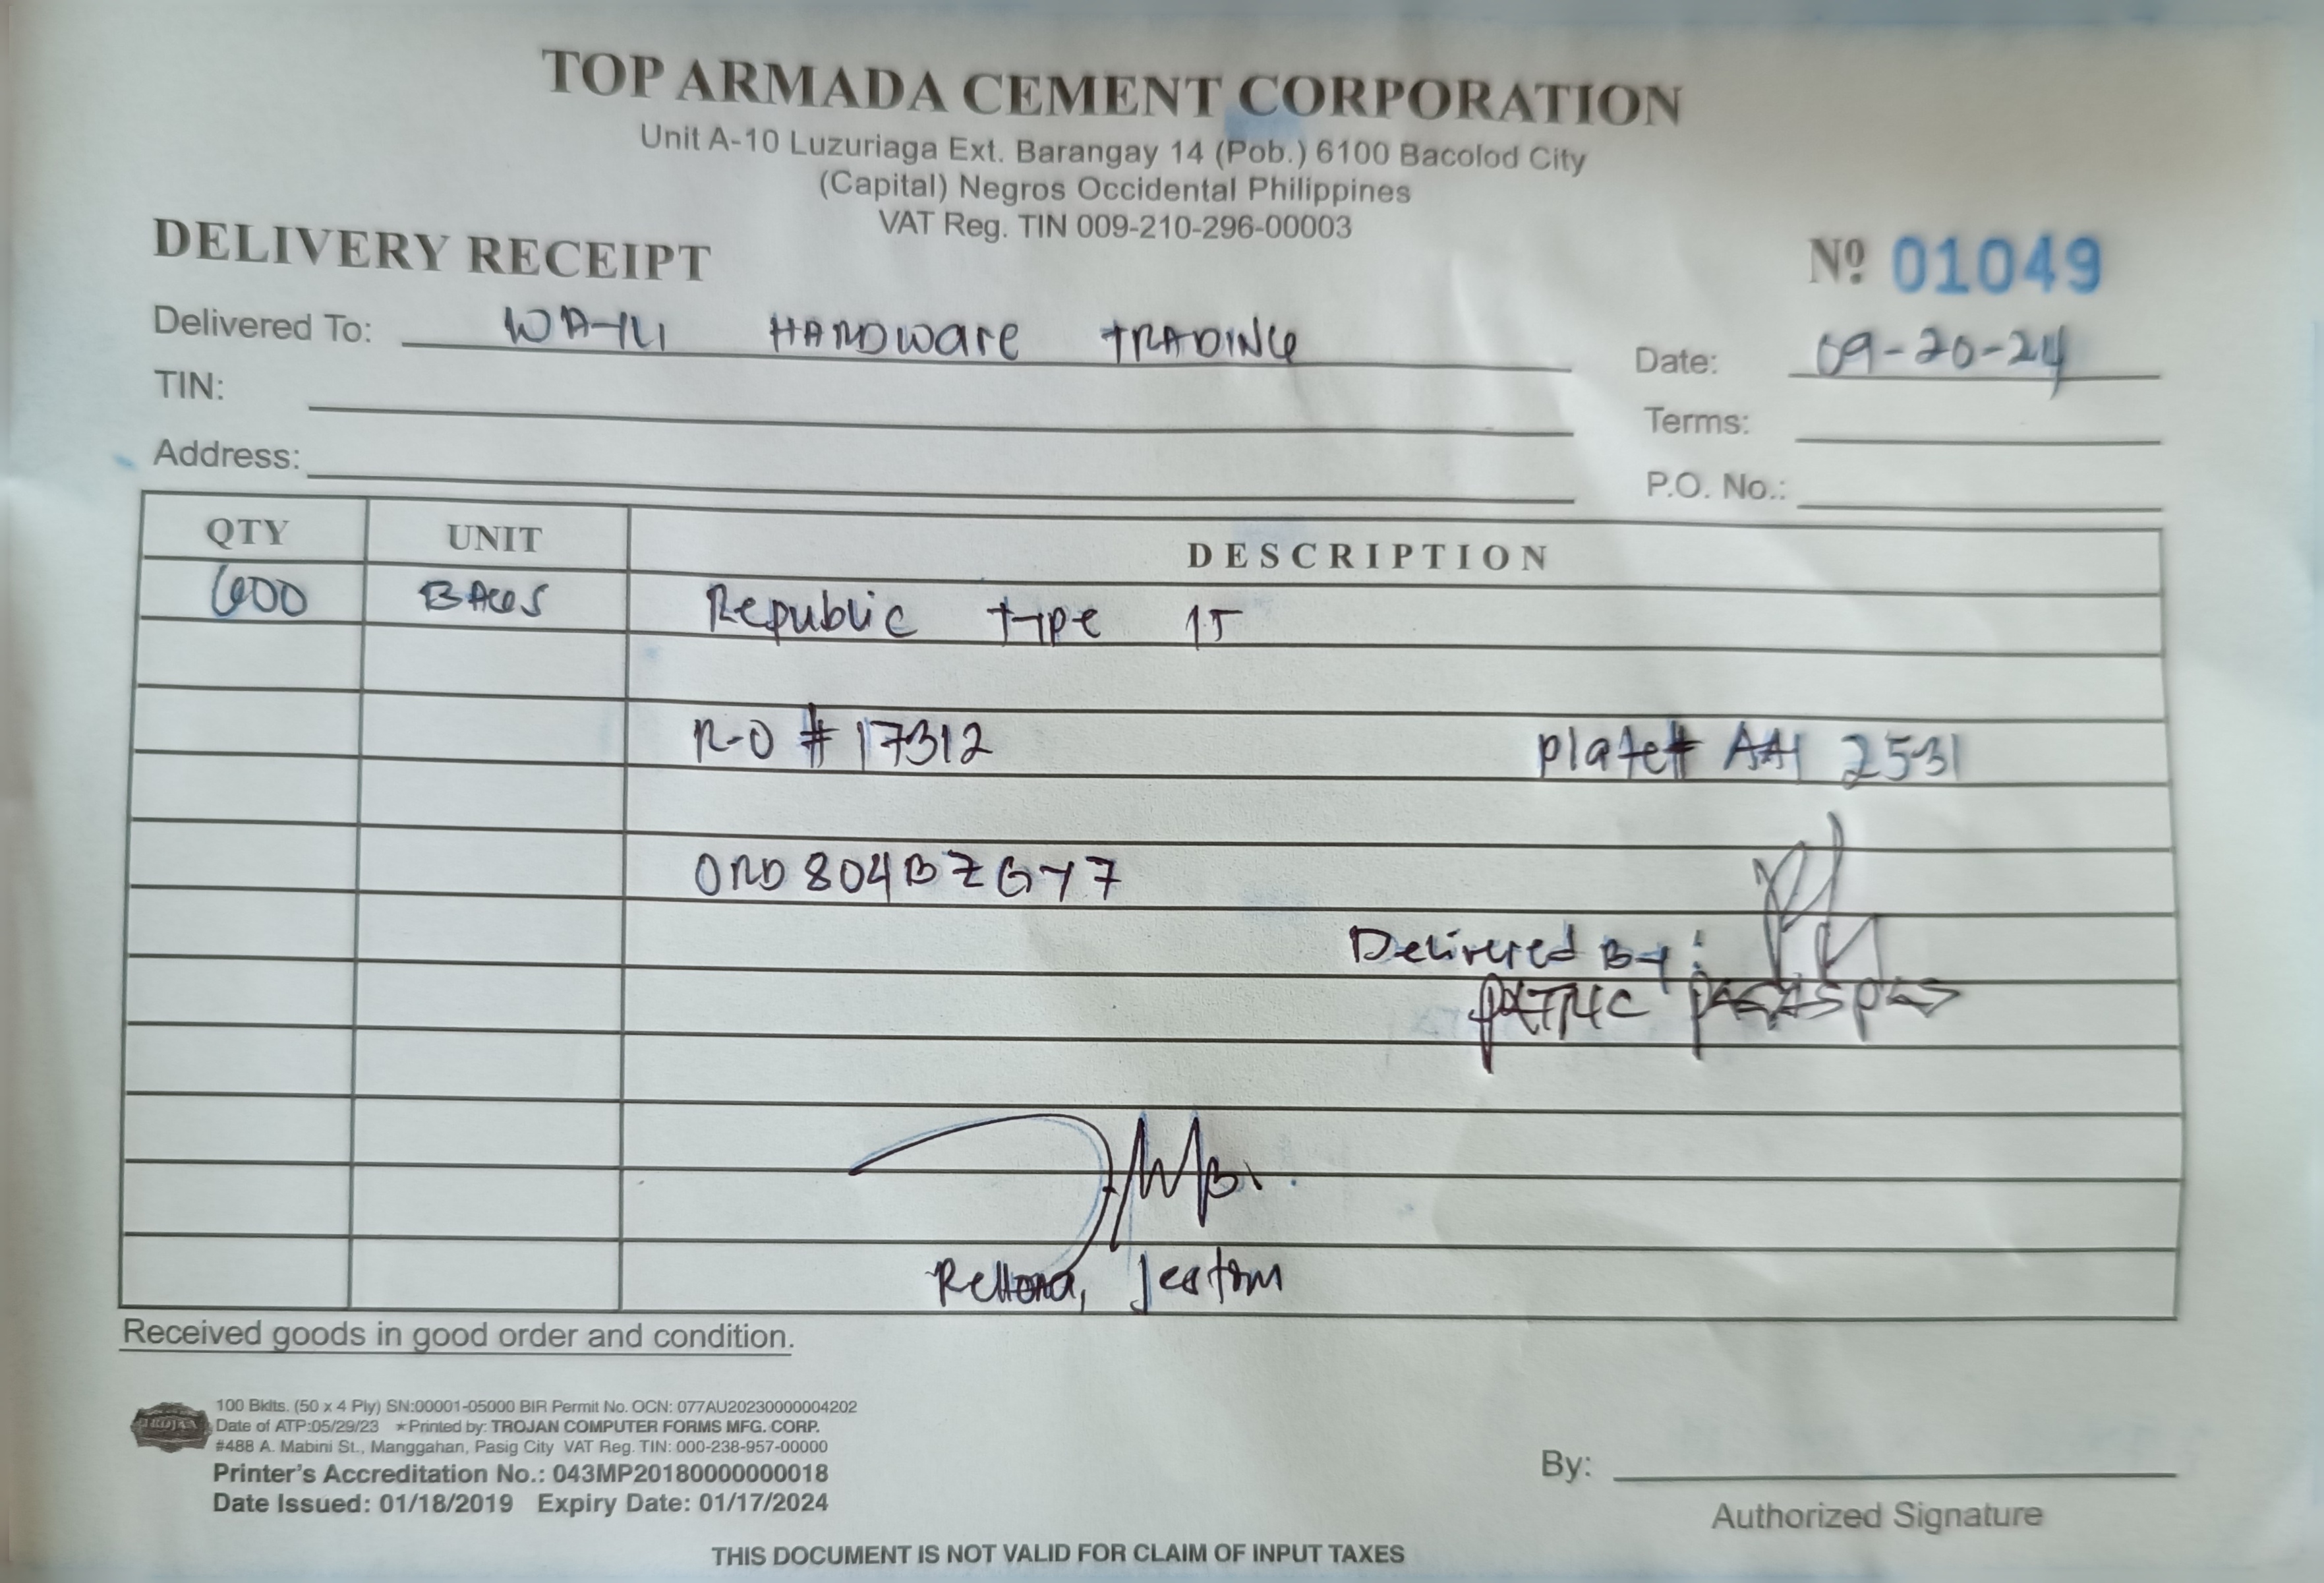 TOP ARMADA CEMENT CORPORATION
Unit A-10 Luzuriaga Ext. Barangay 14 (Pob.) 6100 Bacolod City
(Capital) Negros Occidental Philippines
VAT Reg. TIN 009-210-296-00003
DELIVERY RECEIPT
Nº 01049
Delivered To: HARDware TRADING
Date: 09-20-24
TIN:
Terms:
Address:
P.O. No.:
QTY UNIT DESCRIPTION
600 BAGS Republic type 1T
R-O # 17312 plate# AAI 2531
ORD804BZGY7
Delivered By:
PATRIC
Received goods in good order and condition.
TROJAN
100 Bklts. (50 x 4 Ply) SN:00001-05000 BIR Permit No. OCN: 077AU20230000004202
Date of ATP:05/29/23 ★Printed by: TROJAN COMPUTER FORMS MFG. CORP.
#488 A. Mabini St., Manggahan, Pasig City VAT Reg. TIN: 000-238-957-00000
Printer's Accreditation No.: 043MP20180000000018
Date Issued: 01/18/2019 Expiry Date: 01/17/2024
By:
Authorized Signature
THIS DOCUMENT IS NOT VALID FOR CLAIM OF INPUT TAXES